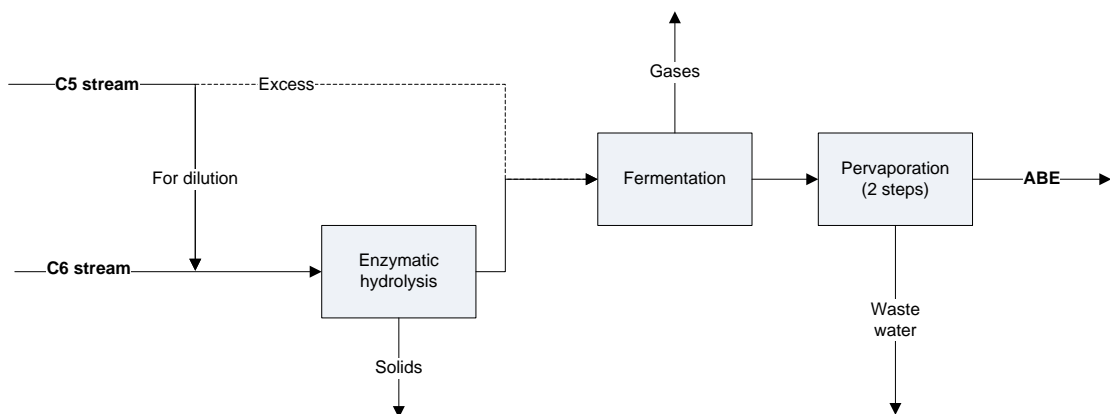 Gases
C5 stream
Excess
For dilution
Fermentation
Pervaporation
(2 steps)
ABE
C6 stream
Enzymatic
hydrolysis
Waste
water
Solids